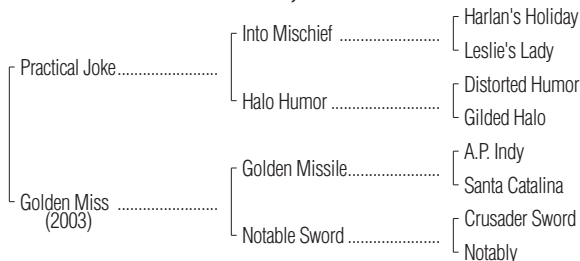 Harlan's Holiday
Into Mischief
Leslie's Lady
Practical Joke
Distorted Humor
Halo Humor
Gilded Halo
A.P. Indy
Golden Missile
Santa Catalina
Golden Miss
(2003)
Crusader Sword
Notable Sword
Notably